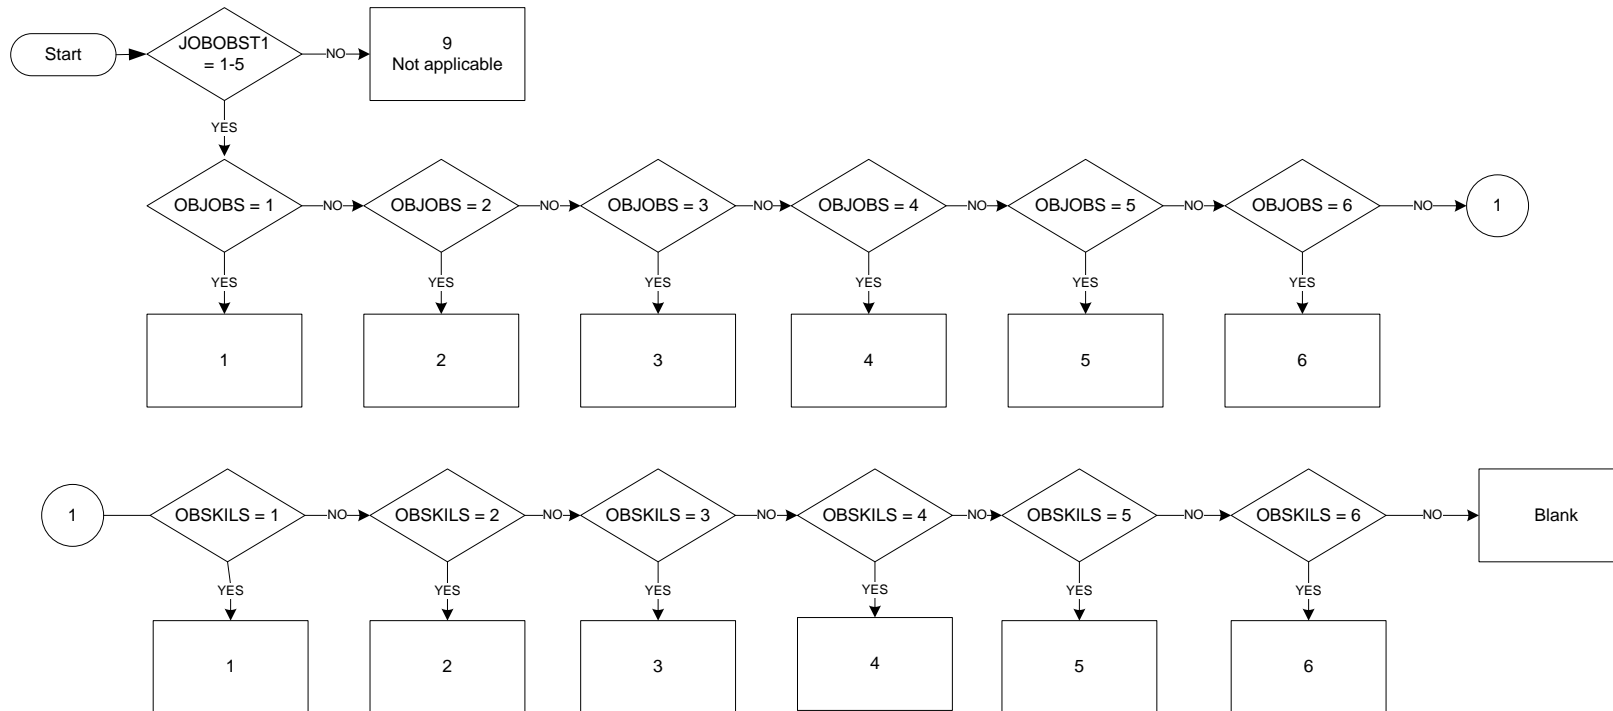 Start
JOBOBST1
= 1-5
NO
9
Not applicable
YES
OBJOBS = 1
NO
OBJOBS = 2
NO
OBJOBS = 3
NO
OBJOBS = 4
NO
OBJOBS = 5
NO
OBJOBS = 6
NO
1
YES
YES
YES
YES
YES
YES
1
2
3
4
5
6
1
OBSKILS = 1
NO
OBSKILS = 2
NO
OBSKILS = 3
NO
OBSKILS = 4
NO
OBSKILS = 5
NO
OBSKILS = 6
NO
Blank
YES
YES
YES
YES
YES
YES
1
2
3
4
5
6